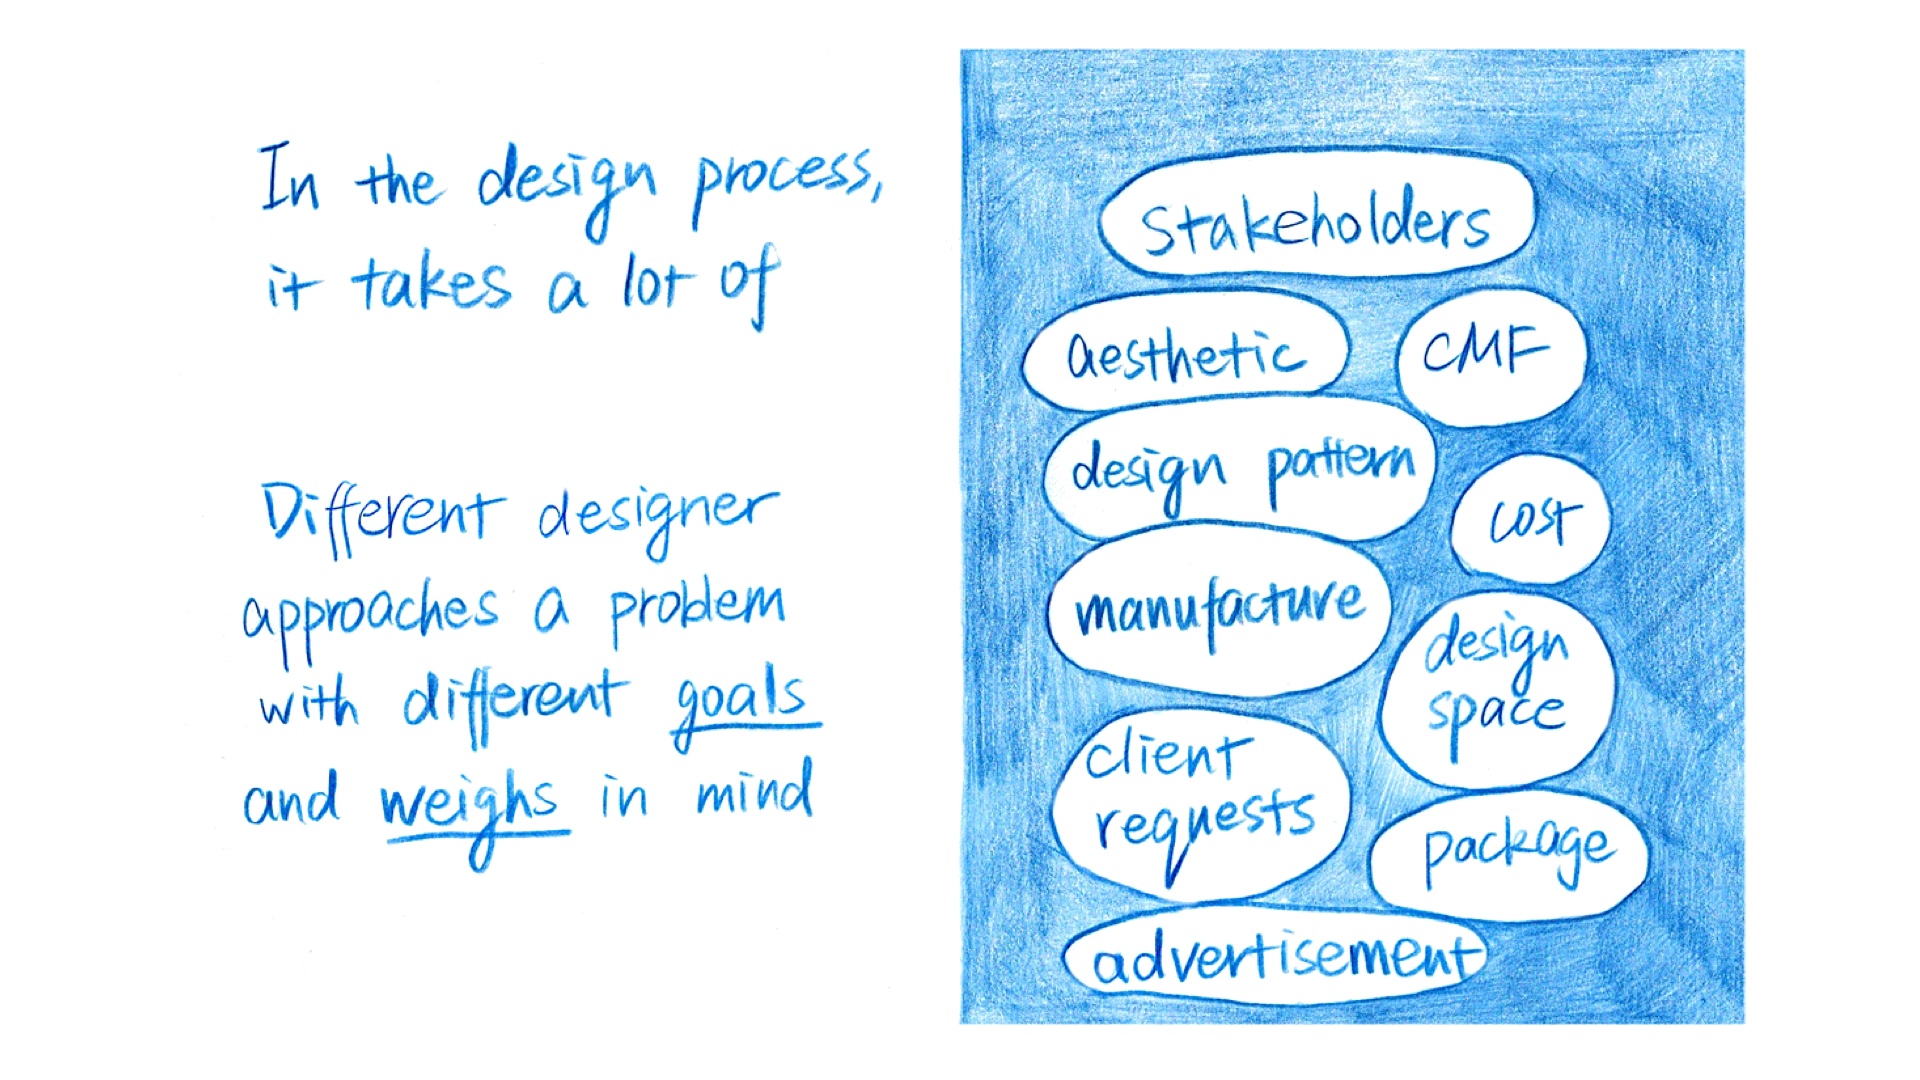 In the design process,
it takes a lot of
Different designer
approaches a problem
with different goals
and weighs in mind
Stakeholders
aesthetic
CMF
design pattern
cost
manufacture
design
space
client
requests
package
advertisement